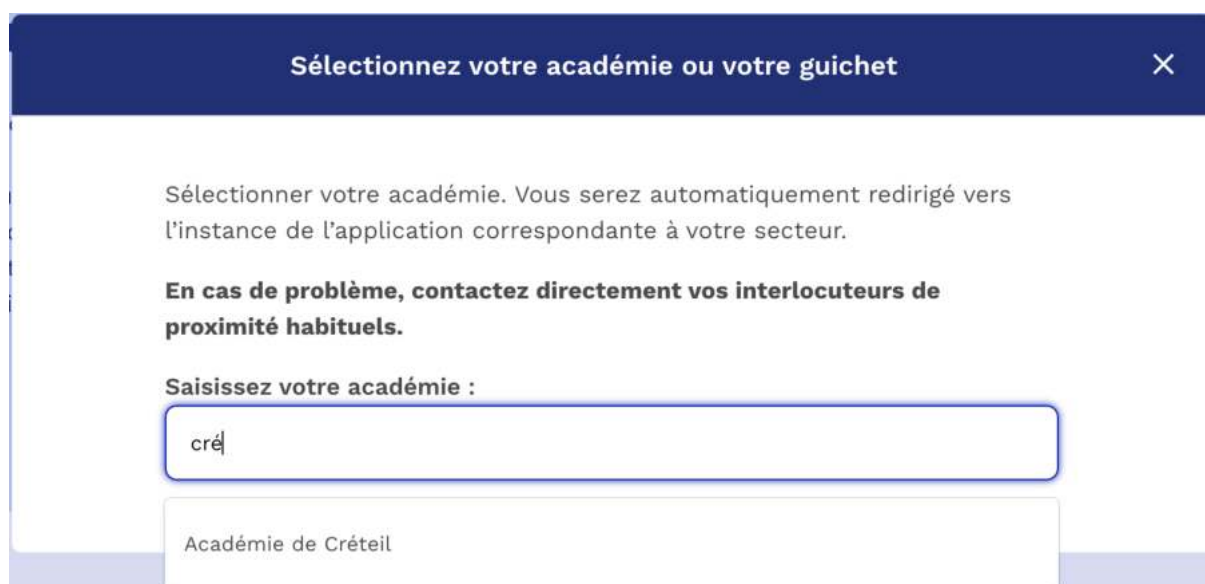 Sélectionnez votre académie ou votre guichet
Sélectionner votre académie. Vous serez automatiquement redirigé vers
l’instance de l’application correspondante à votre secteur.
En cas de problème, contactez directement vos interlocuteurs de
proximité habituels.
Saisissez votre académie :
cré
Académie de Créteil